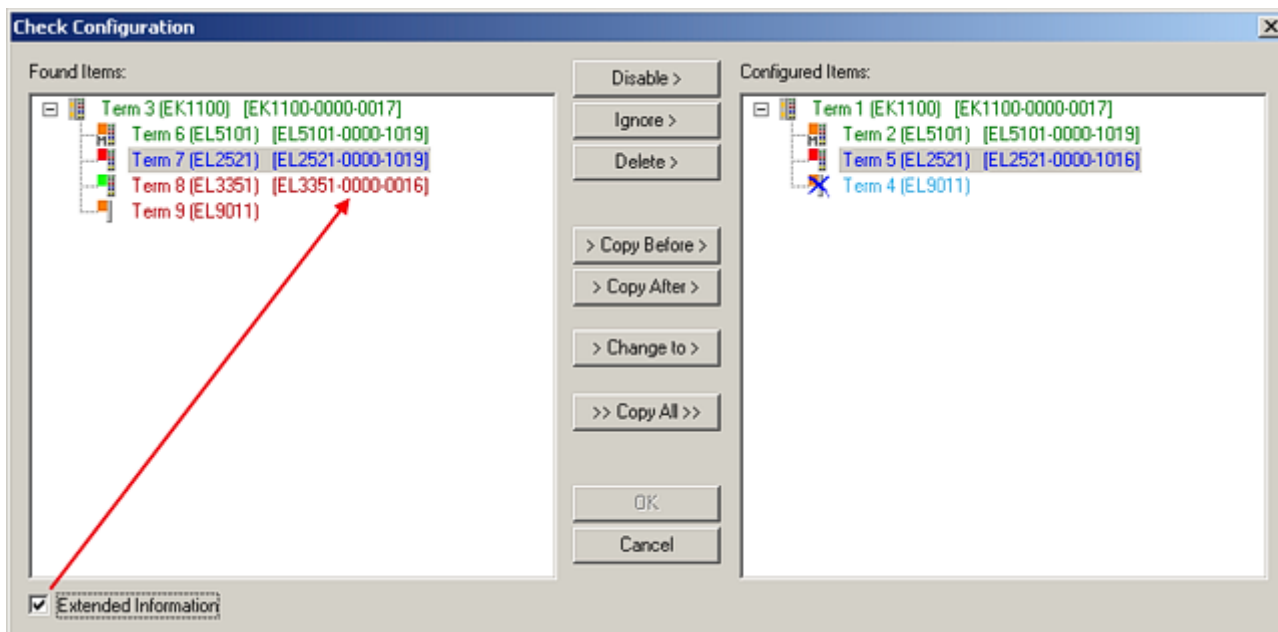 Check Configuration
Found Items:
Term 3 (EK1100) [EK1100-0000-0017]
Term 6 (EL5101) [EL5101-0000-1019]
Term 7 (EL2521) [EL2521-0000-1019]
Term 8 (EL3351) [EL3351-0000-0016]
Term 9 (EL9011)
Disable >
Ignore >
Delete >
> Copy Before >
> Copy After >
> Change to >
>> Copy All >>
OK
Cancel
Configured Items:
Term 1 (EK1100) [EK1100-0000-0017]
Term 2 (EL5101) [EL5101-0000-1019]
Term 5 (EL2521) [EL2521-0000-1016]
Term 4 (EL9011)
Extended Information